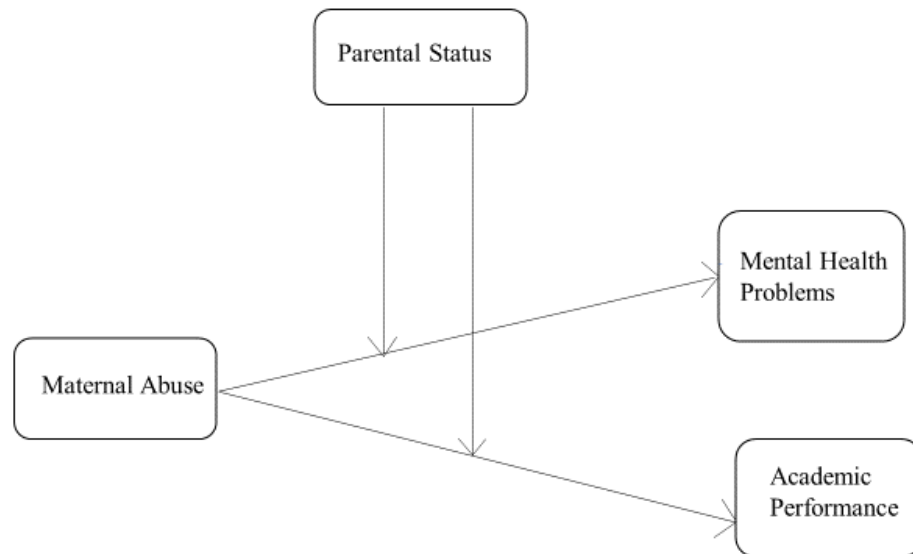 Parental Status
Mental Health
Problems
Maternal Abuse
Academic
Performance